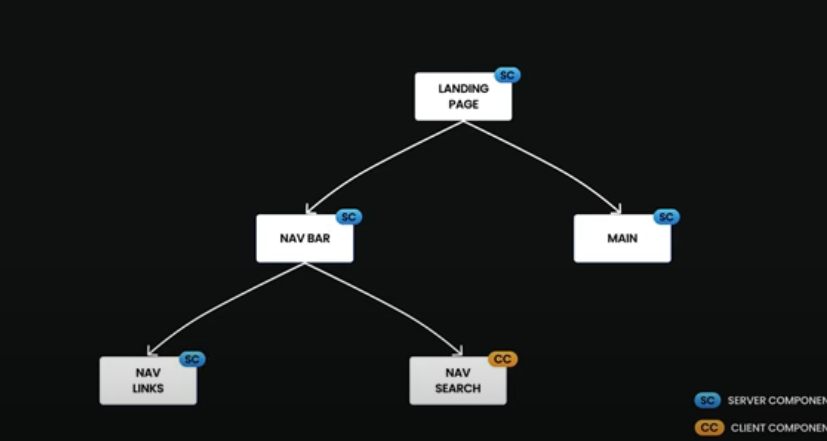 SC
LANDING
PAGE
SC
NAV BAR
SC
MAIN
SC
NAV
LINKS
CC
NAV
SEARCH
SC SERVER COMPONEN
CC CLIENT COMPONEN